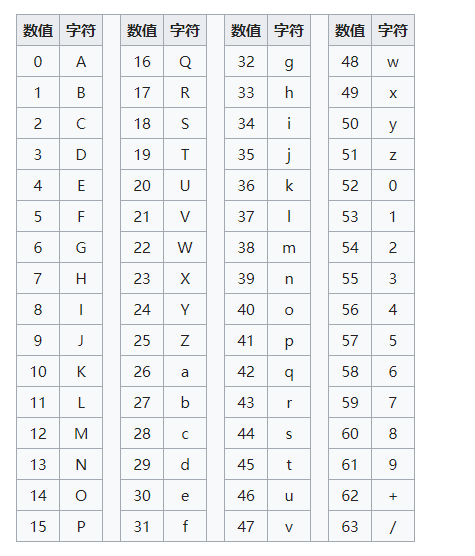 数值 字符 数值 字符 数值 字符 数值 字符
0 A 16 Q 32 g 48 w
1 B 17 R 33 h 49 x
2 C 18 S 34 i 50 y
3 D 19 T 35 j 51 z
4 E 20 U 36 k 52 0
5 F 21 V 37 l 53 1
6 G 22 W 38 m 54 2
7 H 23 X 39 n 55 3
8 I 24 Y 40 o 56 4
9 J 25 Z 41 p 57 5
10 K 26 a 42 q 58 6
11 L 27 b 43 r 59 7
12 M 28 c 44 s 60 8
13 N 29 d 45 t 61 9
14 O 30 e 46 u 62 +
15 P 31 f 47 v 63 /